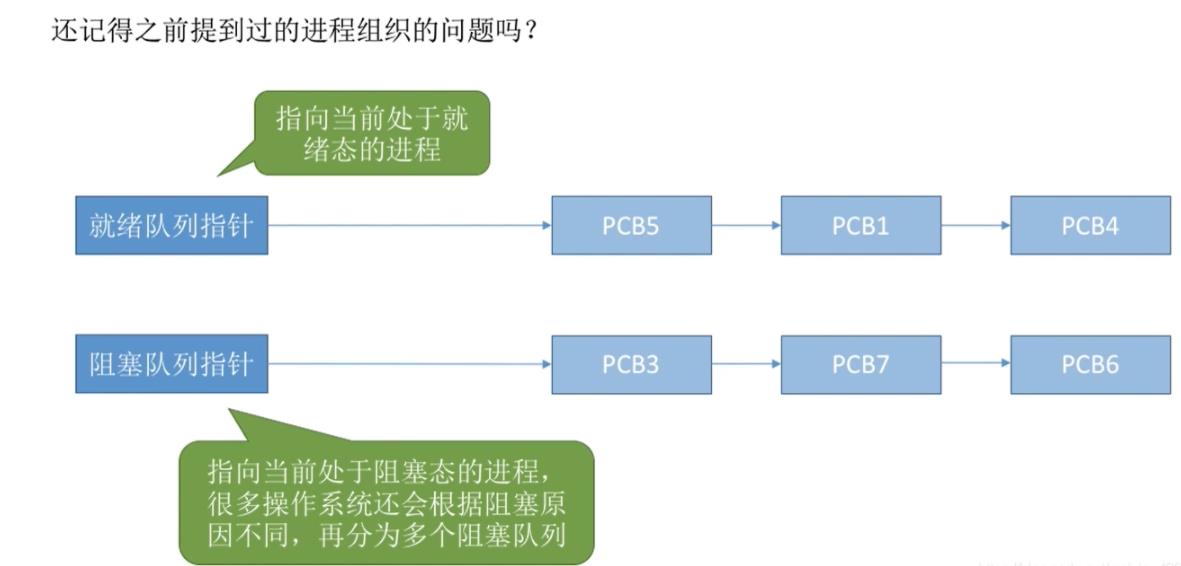 还记得之前提到过的进程组织的问题吗？
指向当前处于就
绪态的进程
就绪队列指针
PCB5
PCB1
PCB4
阻塞队列指针
PCB3
PCB7
PCB6
指向当前处于阻塞态的进程，
很多操作系统还会根据阻塞原
因不同，再分为多个阻塞队列